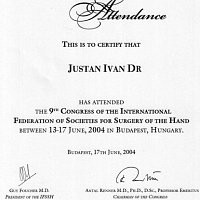 Attendance
This is to certify that
Justan Ivan Dr
has attended
the 9th Congress of the International
Federation of Societies for Surgery of the Hand
between 13-17 June, 2004 in Budapest, Hungary.
Budapest, 17th June, 2004
Guy Foucher M.D.
President of the IFSSH
Antal Renner M.D., Ph.D., D.Sc., Professor Emeritus
Chairman of the Congress